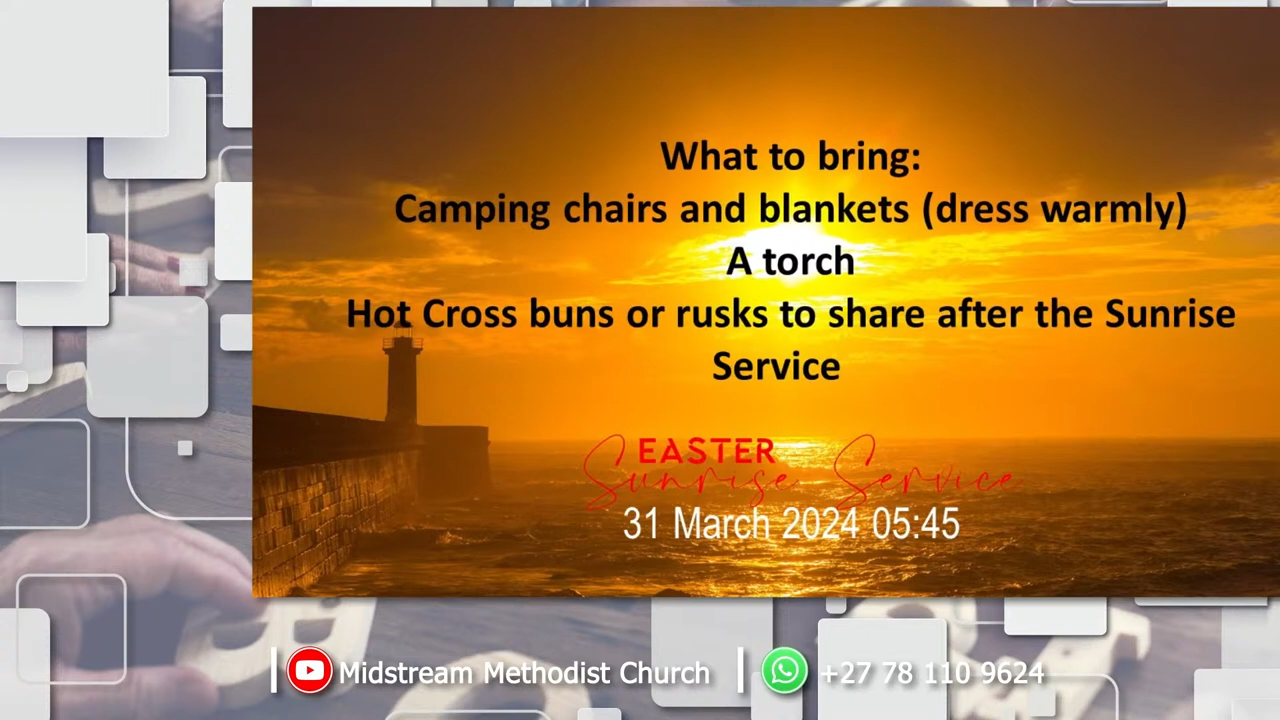 What to bring:
Camping chairs and blankets (dress warmly)
A torch
Hot Cross buns or rusks to share after the Sunrise
Service
EASTER
Sunrise Service
31 March 2024 05:45
Midstream Methodist Church
+27 78 110 9624